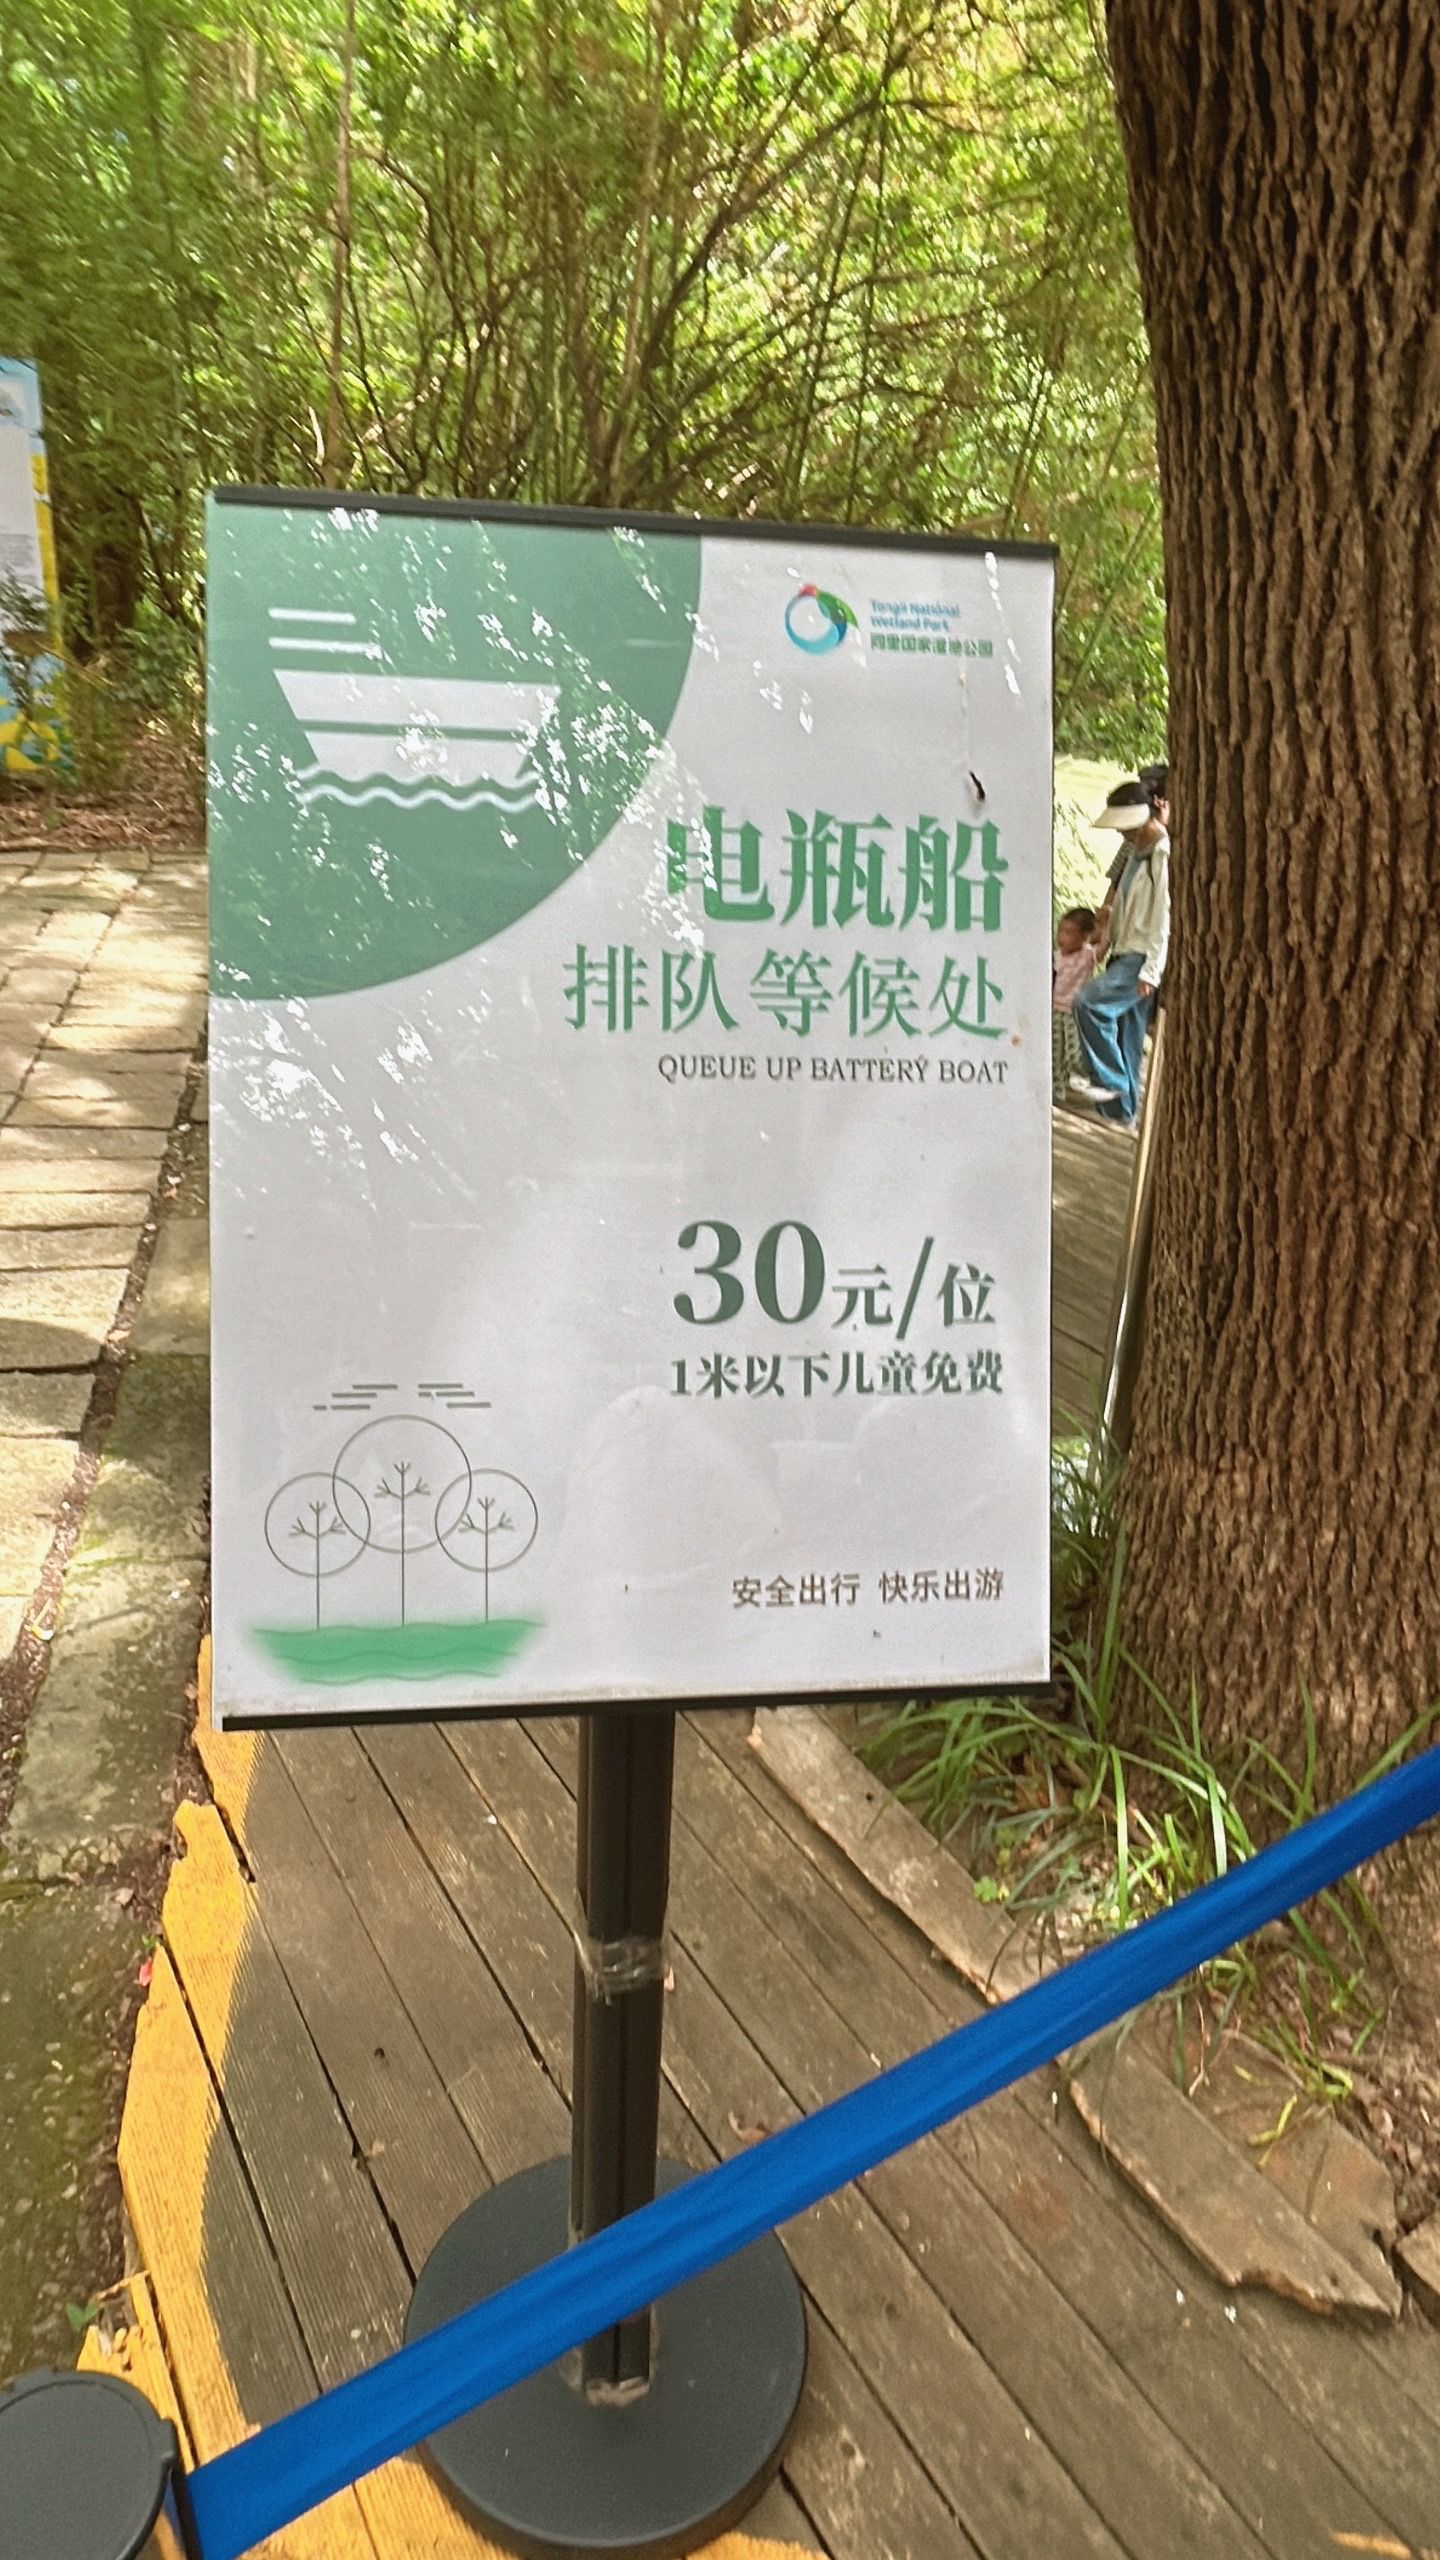 Tongli National
Wetland Park
同里国家湿地公园
电瓶船
排队等候处
QUEUE UP BATTERY BOAT
30元/位
1米以下儿童免费
安全出行 快乐出游